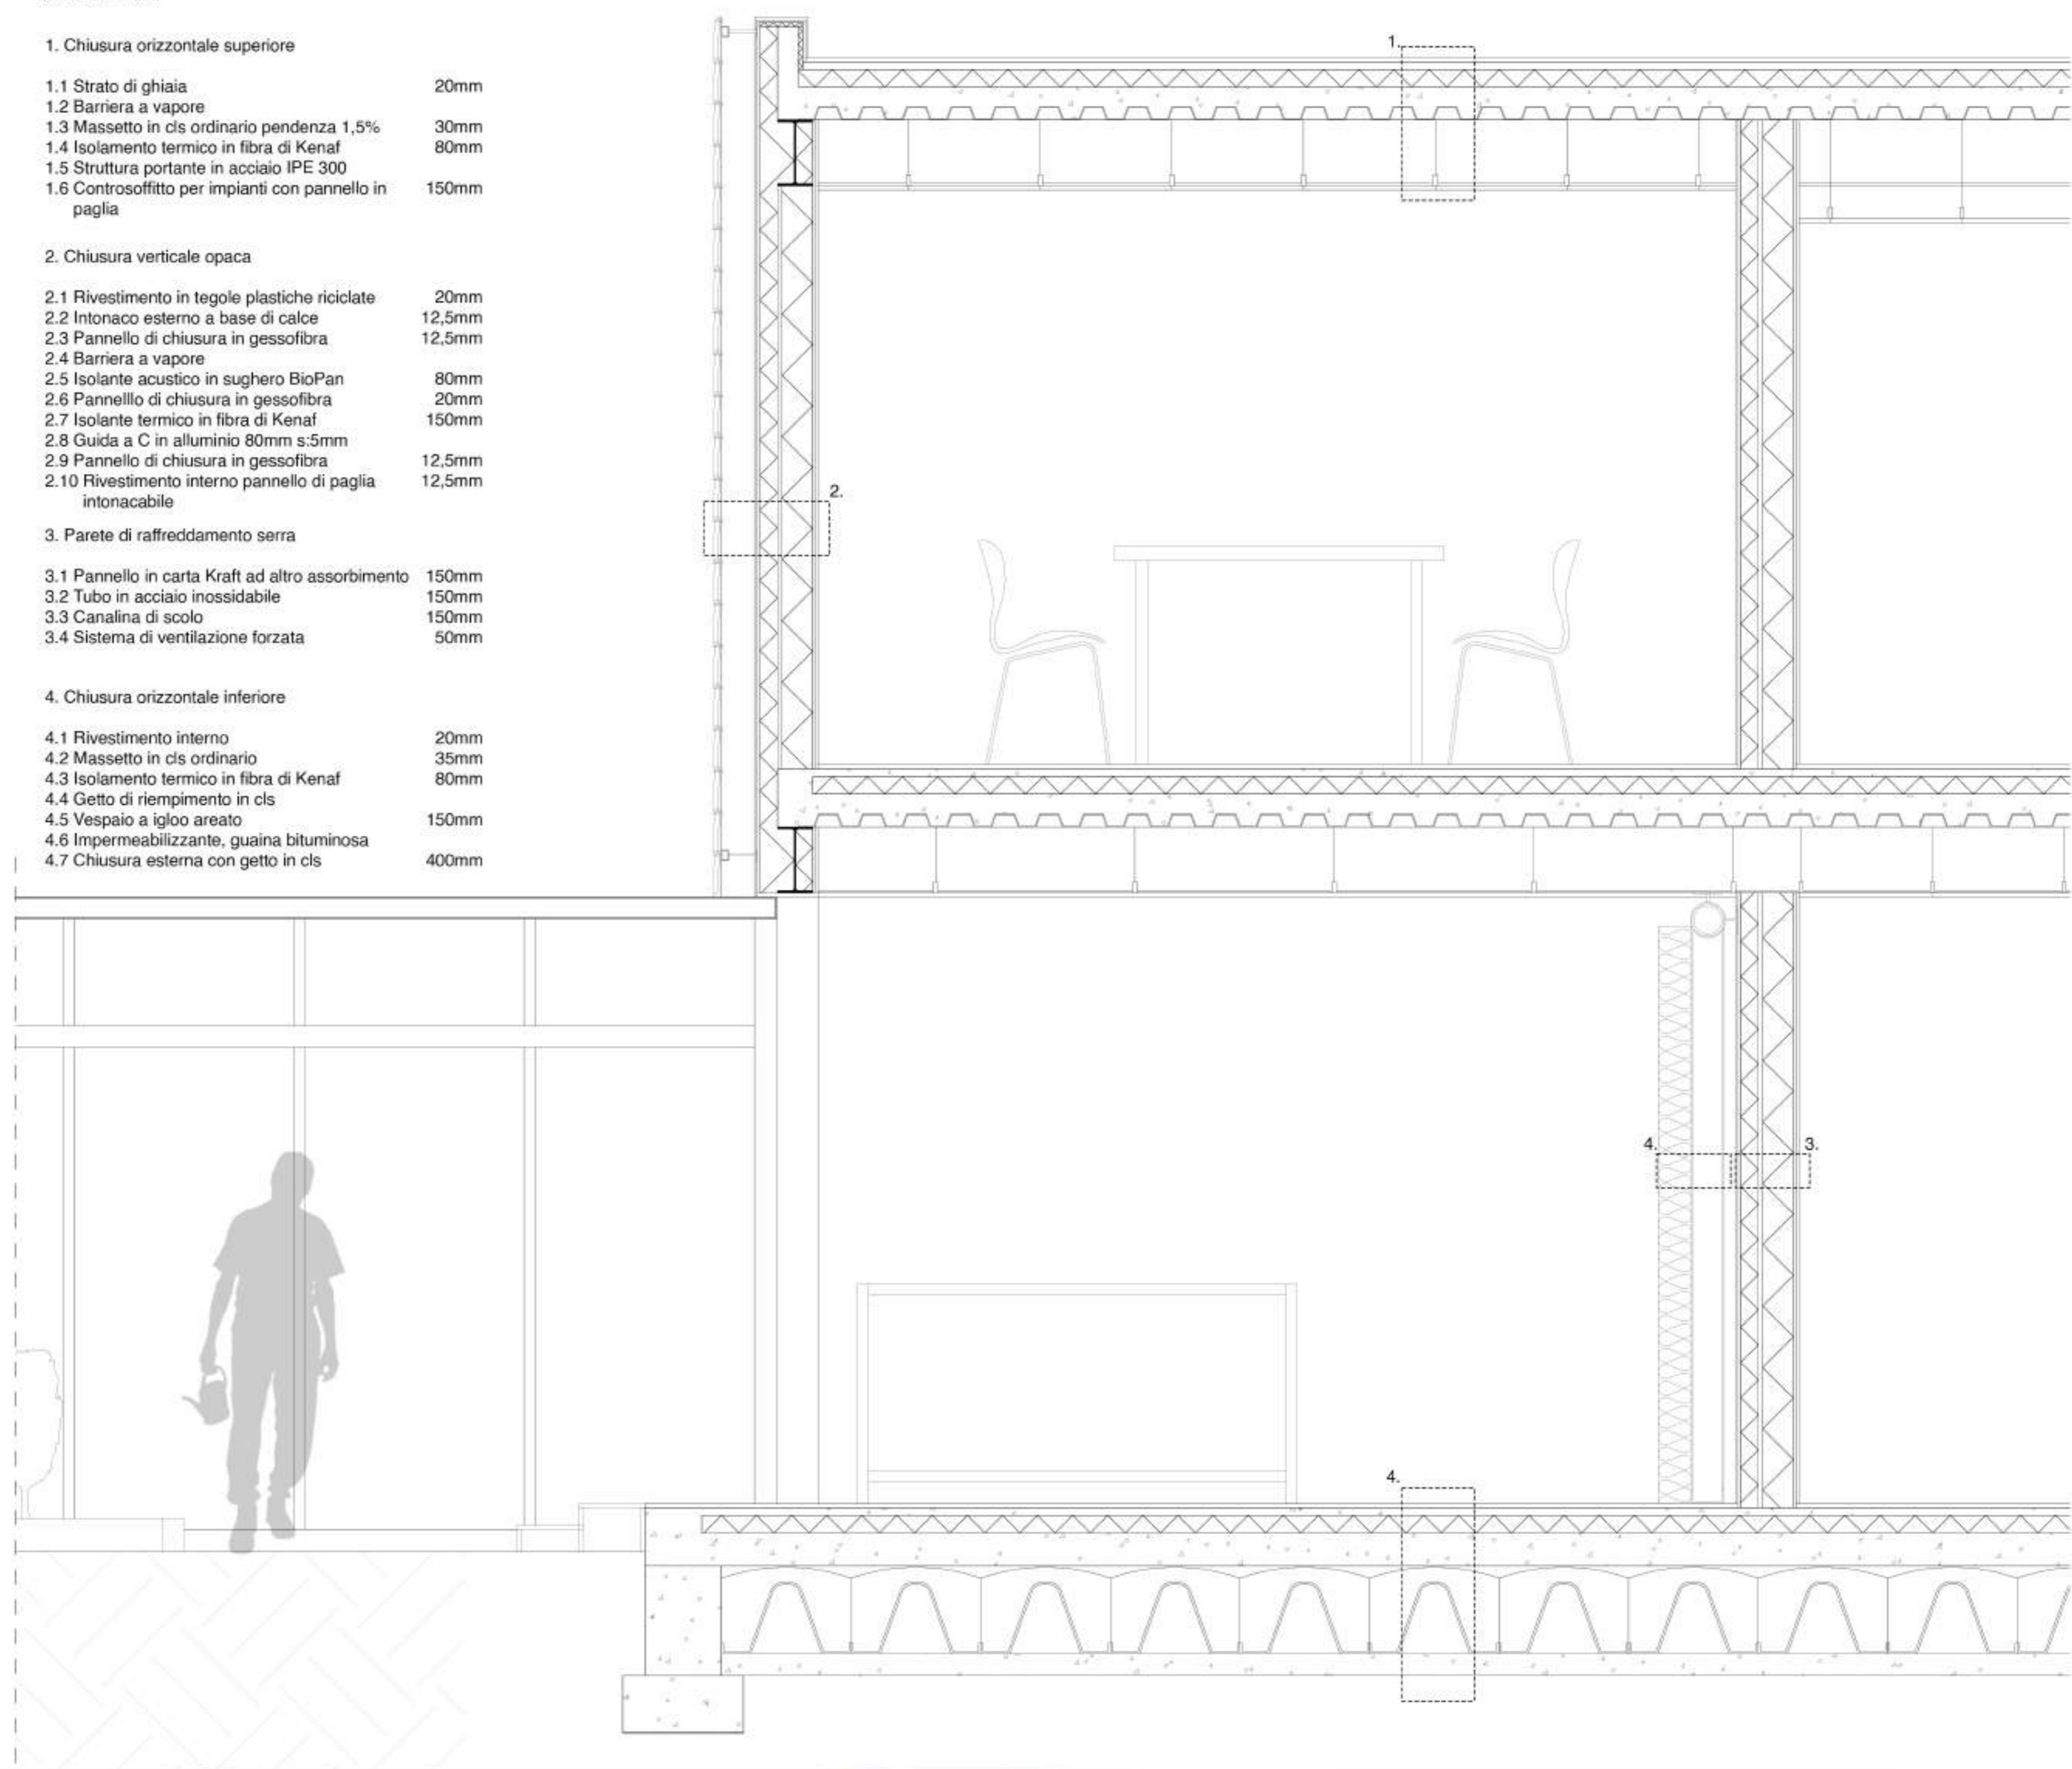 1. Chiusura orizzontale superiore
1.1 Strato di ghiaia 20mm
1.2 Barriera a vapore
1.3 Massetto in cls ordinario pendenza 1,5% 30mm
1.4 Isolamento termico in fibra di Kenaf 80mm
1.5 Struttura portante in acciaio IPE 300
1.6 Controsoffitto per impianti con pannello in 150mm
paglia
2. Chiusura verticale opaca
2.1 Rivestimento in tegole plastiche riciclate 20mm
2.2 Intonaco esterno a base di calce 12,5mm
2.3 Pannello di chiusura in gessofibra 12,5mm
2.4 Barriera a vapore
2.5 Isolante acustico in sughero BioPan 80mm
2.6 Pannelllo di chiusura in gessofibra 20mm
2.7 Isolante termico in fibra di Kenaf 150mm
2.8 Guida a C in alluminio 80mm s:5mm
2.9 Pannello di chiusura in gessofibra 12,5mm
2.10 Rivestimento interno pannello di paglia 12,5mm
intonacabile
3. Parete di raffreddamento serra
3.1 Pannello in carta Kraft ad altro assorbimento 150mm
3.2 Tubo in acciaio inossidabile 150mm
3.3 Canalina di scolo 150mm
3.4 Sistema di ventilazione forzata 50mm
4. Chiusura orizzontale inferiore
4.1 Rivestimento interno 20mm
4.2 Massetto in cls ordinario 35mm
4.3 Isolamento termico in fibra di Kenaf 80mm
4.4 Getto di riempimento in cls
4.5 Vespaio a igloo areato 150mm
4.6 Impermeabilizzante, guaina bituminosa
4.7 Chiusura esterna con getto in cls 400mm
1.
2.
4.
3.
4.